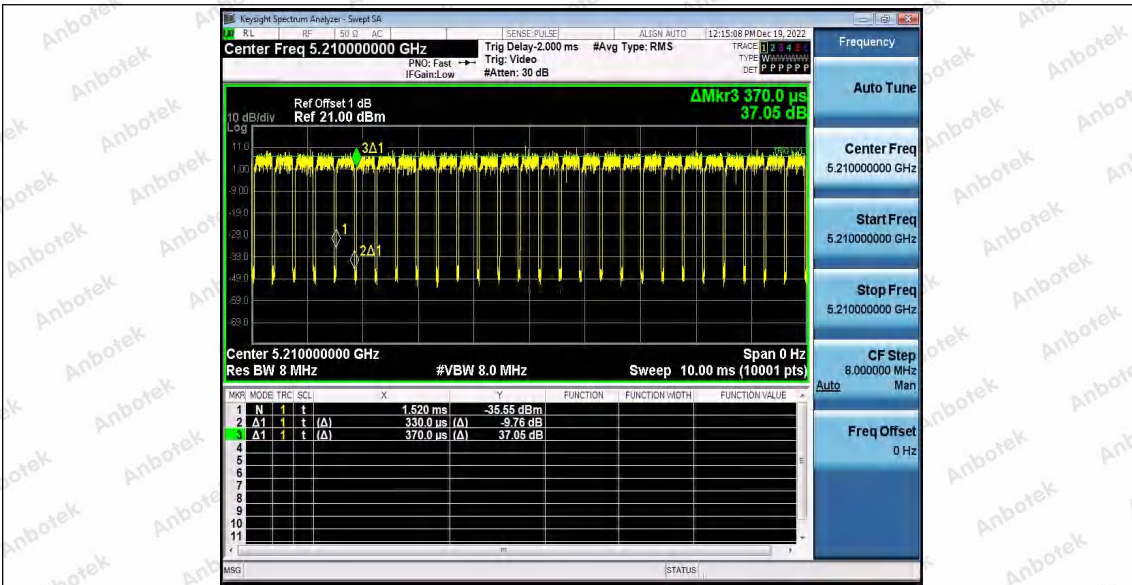 Keysight Spectrum Analyzer - Swept SA
RL RF 50 Ω AC SENSE:PULSE ALIGN AUTO 12:15:08 PM Dec 19, 2022
Center Freq 5.210000000 GHz
PNO: Fast
IFGain:Low
Trig Delay-2.000 ms
Trig: Video
#Atten: 30 dB
#Avg Type: RMS
TRACE 1 2 3 4 5 6
TYPE WWWWWW
DET P P P P P P
ΔMkr3 370.0 µs
37.05 dB
Ref Offset 1 dB
10 dB/div Ref 21.00 dBm
Log
11.0
1.00
-9.00
-19.0
-29.0
-39.0
-49.0
-59.0
-69.0
3Δ1
1
2Δ1
Center 5.210000000 GHz Span 0 Hz
Res BW 8 MHz #VBW 8.0 MHz Sweep 10.00 ms (10001 pts)
MKR MODE TRC SCL X Y FUNCTION FUNCTION WIDTH FUNCTION VALUE
1 N 1 t 1.520 ms -35.55 dBm
2 Δ1 1 t (Δ) 330.0 µs (Δ) -9.76 dB
3 Δ1 1 t (Δ) 370.0 µs (Δ) 37.05 dB
4
5
6
7
8
9
10
11
MSG STATUS
Frequency
Auto Tune
Center Freq
5.210000000 GHz
Start Freq
5.210000000 GHz
Stop Freq
5.210000000 GHz
CF Step
8.000000 MHz
Auto Man
Freq Offset
0 Hz
Anbotek